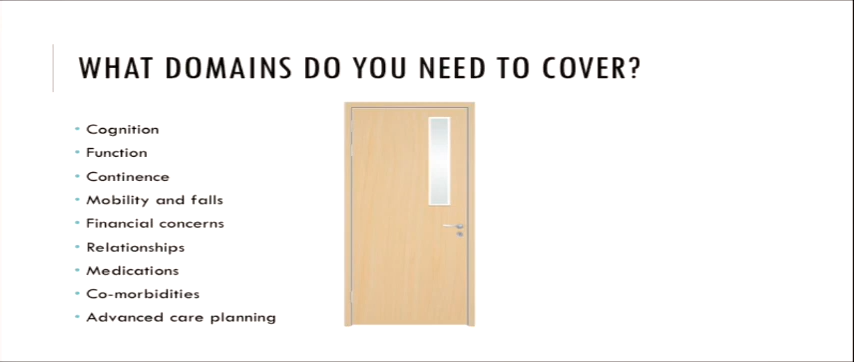 WHAT DOMAINS DO YOU NEED TO COVER?
Cognition
Function
Continence
Mobility and falls
Financial concerns
Relationships
Medications
Co-morbidities
Advanced care planning